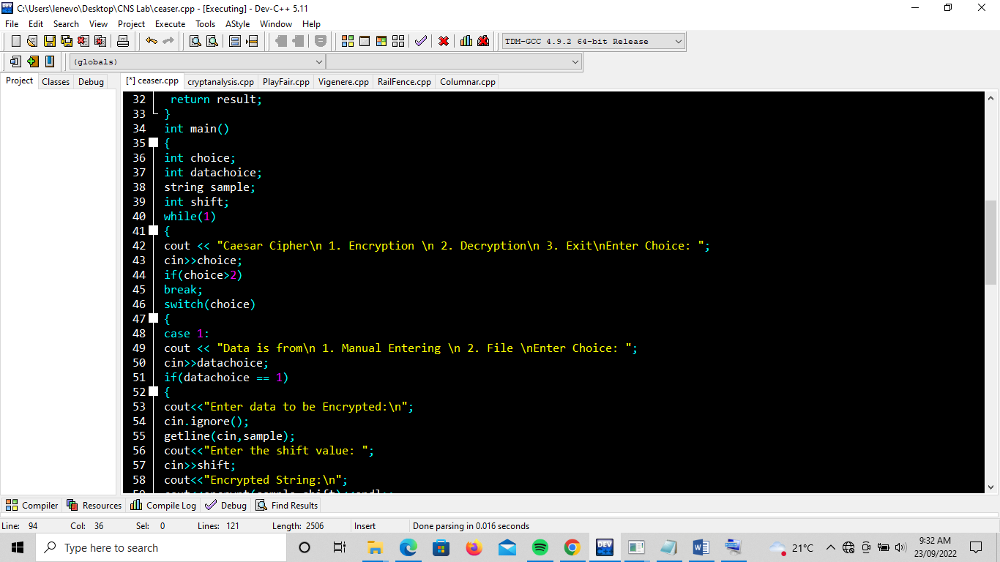 C:\Users\lenevo\Desktop\CNS Lab\ceaser.cpp - [Executing] - Dev-C++ 5.11
File Edit Search View Project Execute Tools AStyle Window Help
TDM-GCC 4.9.2 64-bit Release
(globals)
Project Classes Debug
[*] ceaser.cpp cryptanalysis.cpp PlayFair.cpp Vigenere.cpp RailFence.cpp Columnar.cpp
32 return result;
33 }
34 int main()
35 {
36 int choice;
37 int datachoice;
38 string sample;
39 int shift;
40 while(1)
41 {
42 cout << "Caesar Cipher\n 1. Encryption \n 2. Decryption\n 3. Exit\nEnter Choice: ";
43 cin>>choice;
44 if(choice>2)
45 break;
46 switch(choice)
47 {
48 case 1:
49 cout << "Data is from\n 1. Manual Entering \n 2. File \nEnter Choice: ";
50 cin>>datachoice;
51 if(datachoice == 1)
52 {
53 cout<<"Enter data to be Encrypted:\n";
54 cin.ignore();
55 getline(cin,sample);
56 cout<<"Enter the shift value: ";
57 cin>>shift;
58 cout<<"Encrypted String:\n";
Compiler Resources Compile Log Debug Find Results
Line: 94 Col: 36 Sel: 0 Lines: 121 Length: 2506 Insert Done parsing in 0.016 seconds
Type here to search
DEV
21°C
9:32 AM
23/09/2022